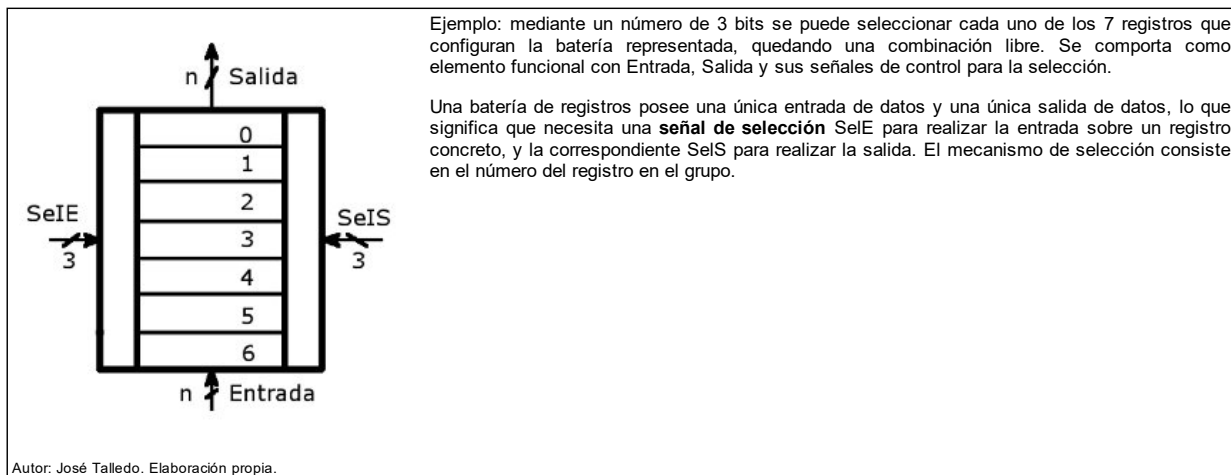 Ejemplo: mediante un número de 3 bits se puede seleccionar cada uno de los 7 registros que
configuran la batería representada, quedando una combinación libre. Se comporta como
elemento funcional con Entrada, Salida y sus señales de control para la selección.
Una batería de registros posee una única entrada de datos y una única salida de datos, lo que
significa que necesita una señal de selección SelE para realizar la entrada sobre un registro
concreto, y la correspondiente SelS para realizar la salida. El mecanismo de selección consiste
en el número del registro en el grupo.
n Salida
0
1
2
SelE
SelS
3
3
3
4
5
6
n Entrada
Autor: José Talledo. Elaboración propia.